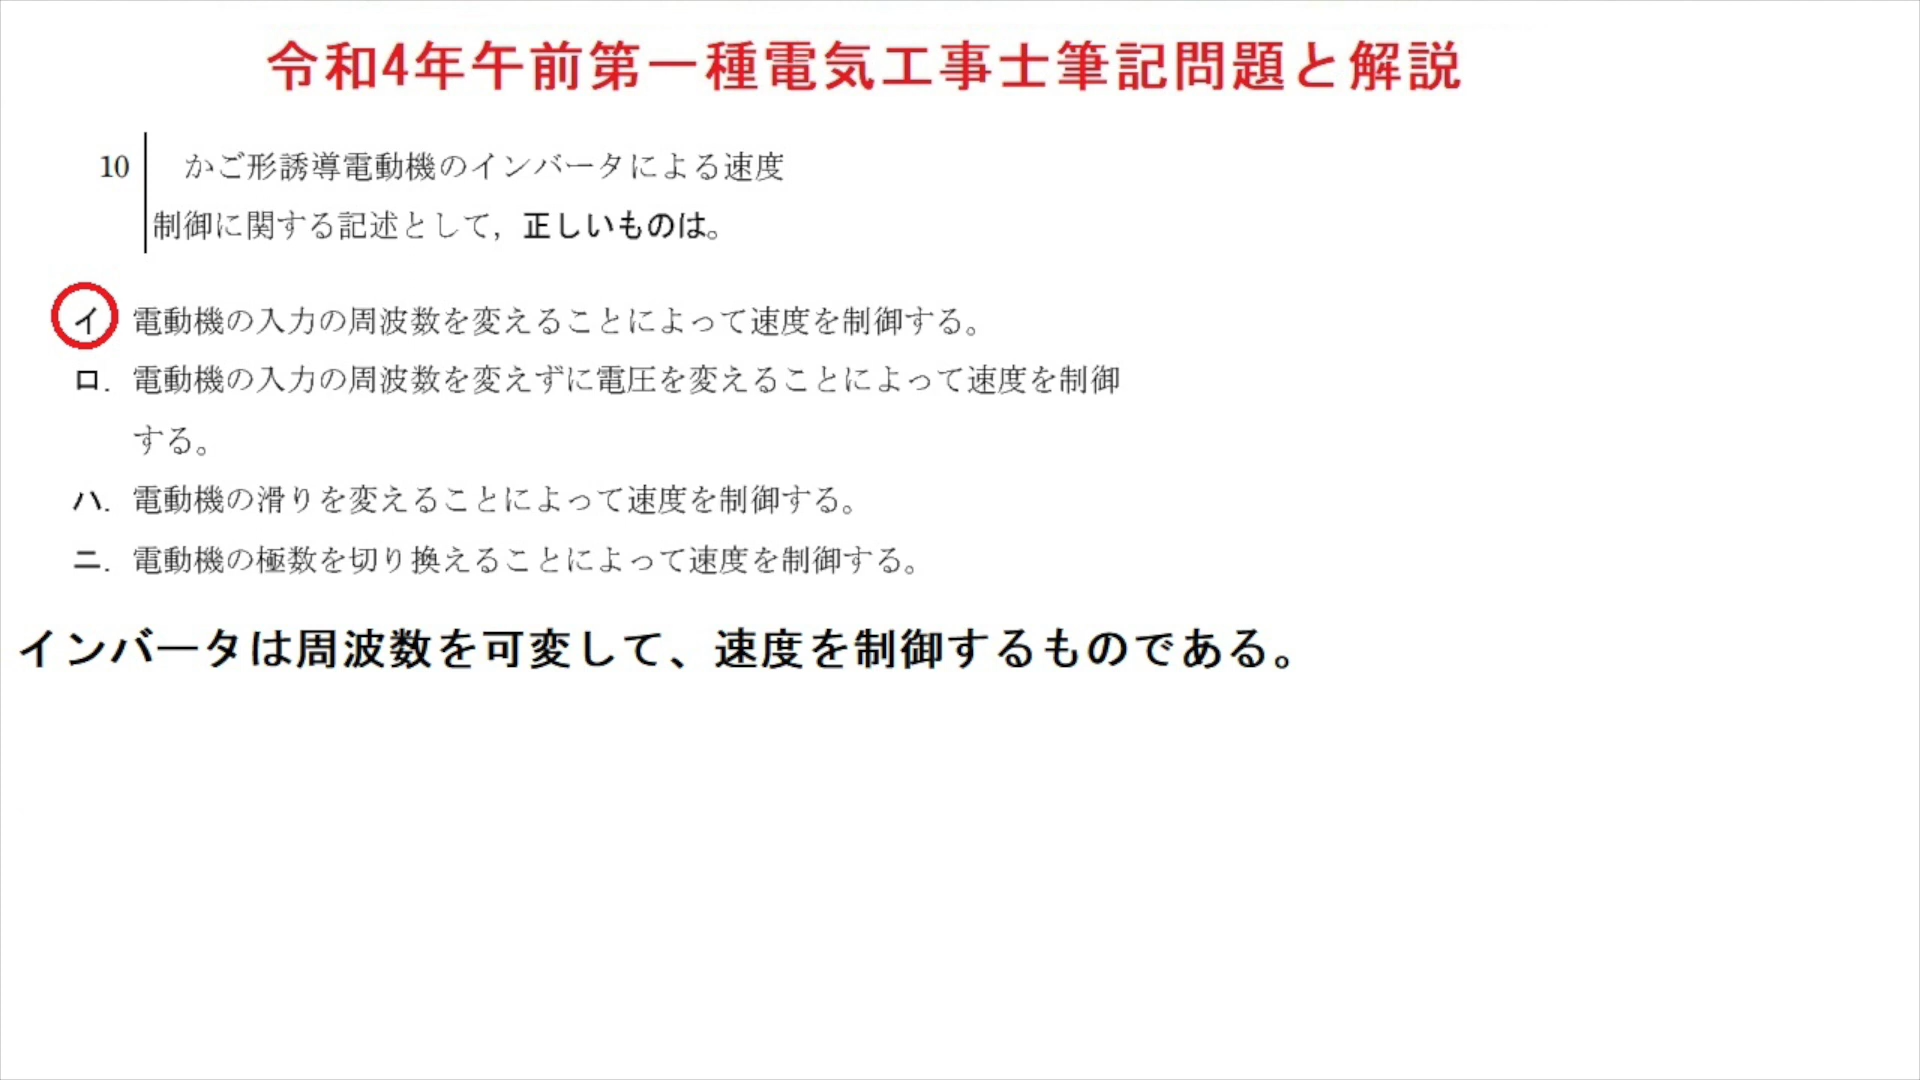 令和4年午前第一種電気工事士筆記問題と解説
10 かご形誘導電動機のインバータによる速度
制御に関する記述として，正しいものは。
イ 電動機の入力の周波数を変えることによって速度を制御する。
ロ. 電動機の入力の周波数を変えずに電圧を変えることによって速度を制御
する。
ハ. 電動機の滑りを変えることによって速度を制御する。
ニ. 電動機の極数を切り換えることによって速度を制御する。
インバータは周波数を可変して、速度を制御するものである。